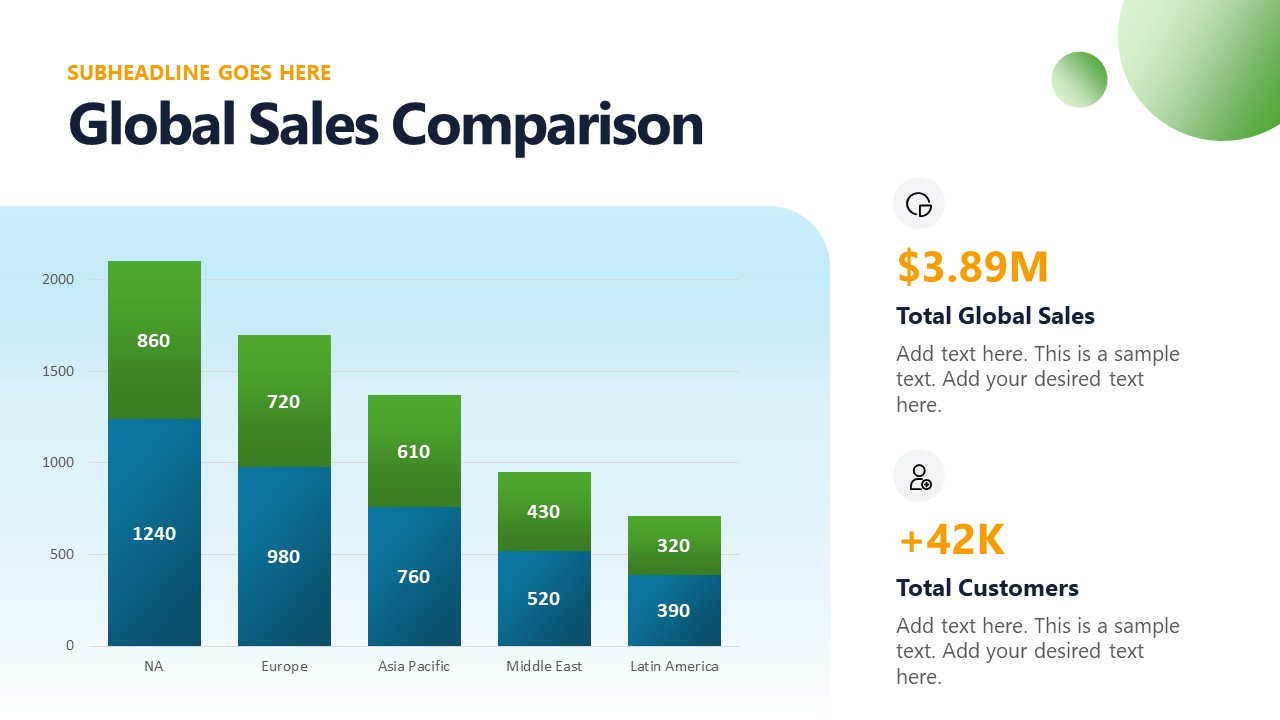 SUBHEADLINE GOES HERE
Global Sales Comparison
2000
1500
1000
500
0
860
1240
720
980
610
760
430
520
320
390
NA
Europe
Asia Pacific
Middle East
Latin America
$3.89M
Total Global Sales
Add text here. This is a sample
text. Add your desired text
here.
+42K
Total Customers
Add text here. This is a sample
text. Add your desired text
here.